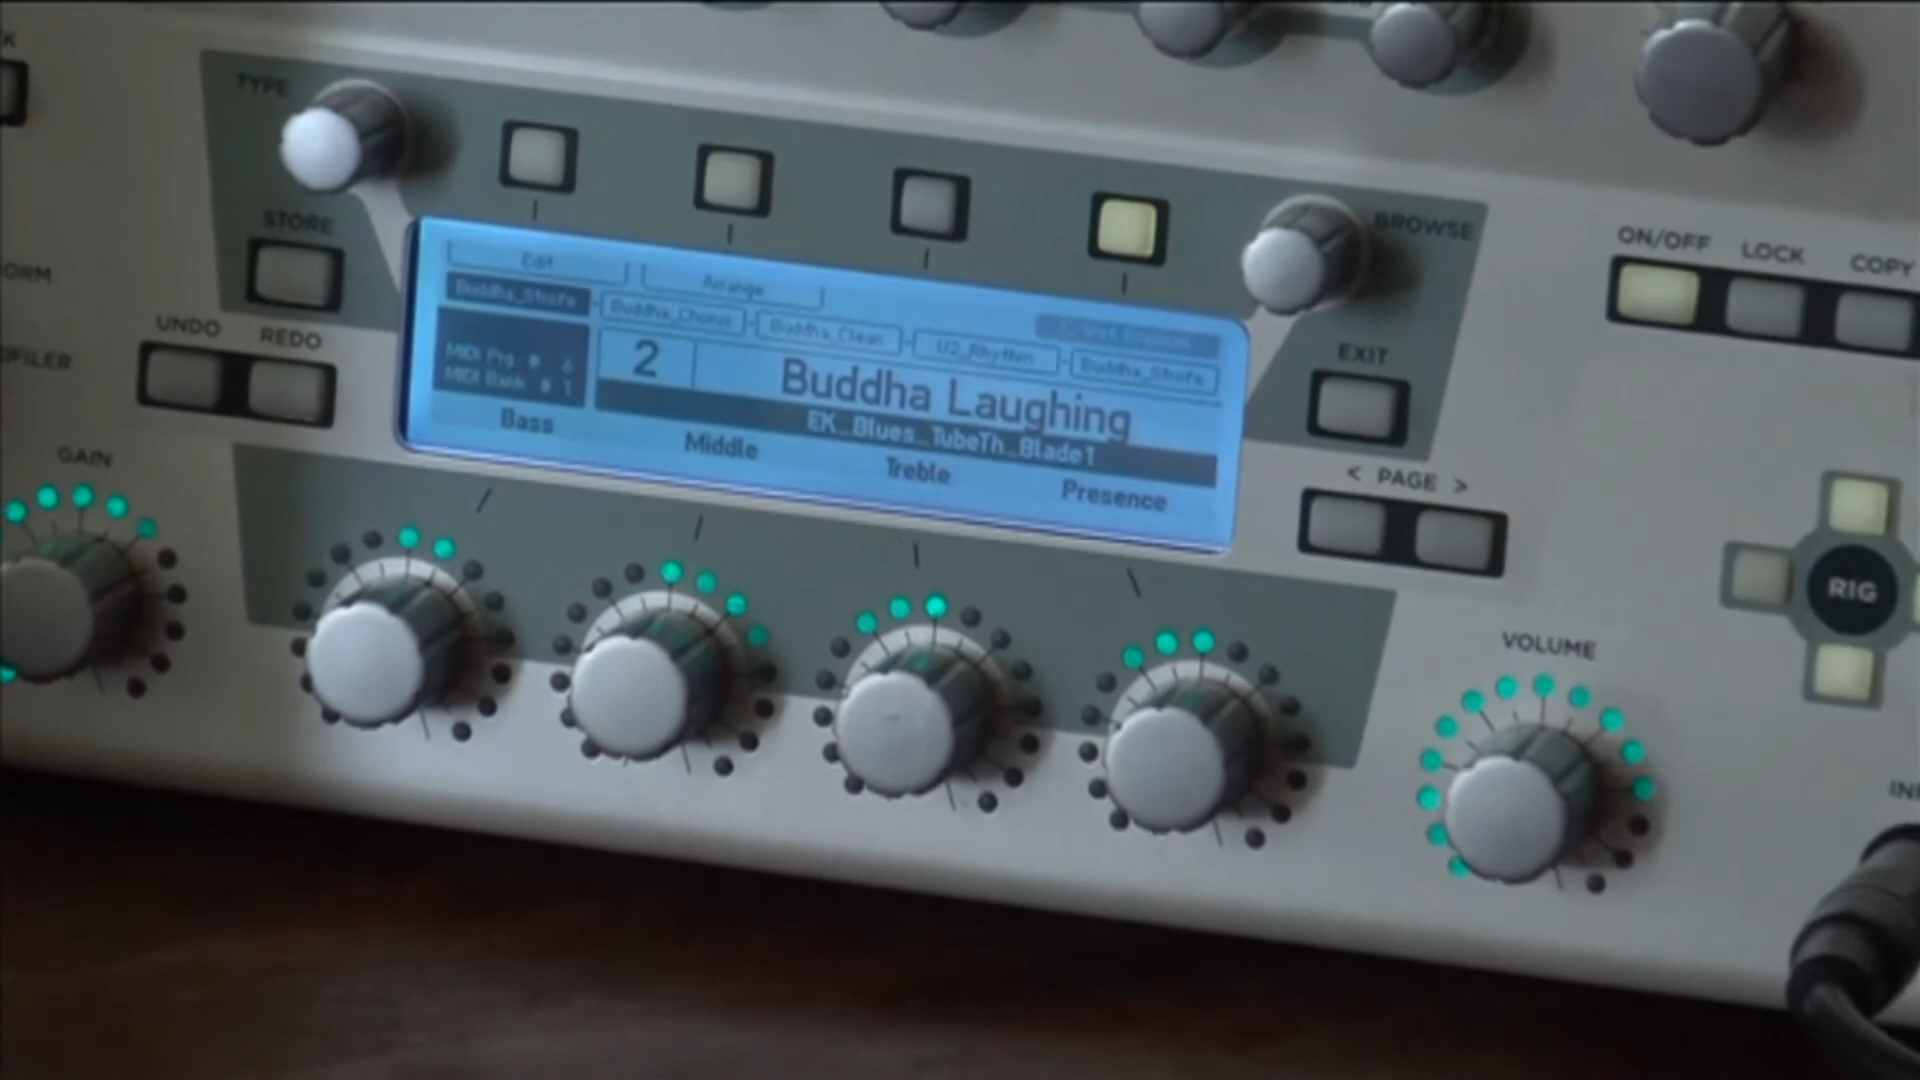 TYPE
BROWSE
STORE
ON/OFF LOCK COPY
Edit
Arrange
Buddha_Strofe
Buddha_Chorus
Buddha_Clean
U2_Rhythm
Buddha_Strofe
UNDO REDO
MIDI Prg. # 6
MIDI Bank # 1
2
Buddha Laughing
EK_Blues_TubeTh_Blade1
EXIT
< PAGE >
Bass
Middle
Treble
Presence
GAIN
RIG
VOLUME